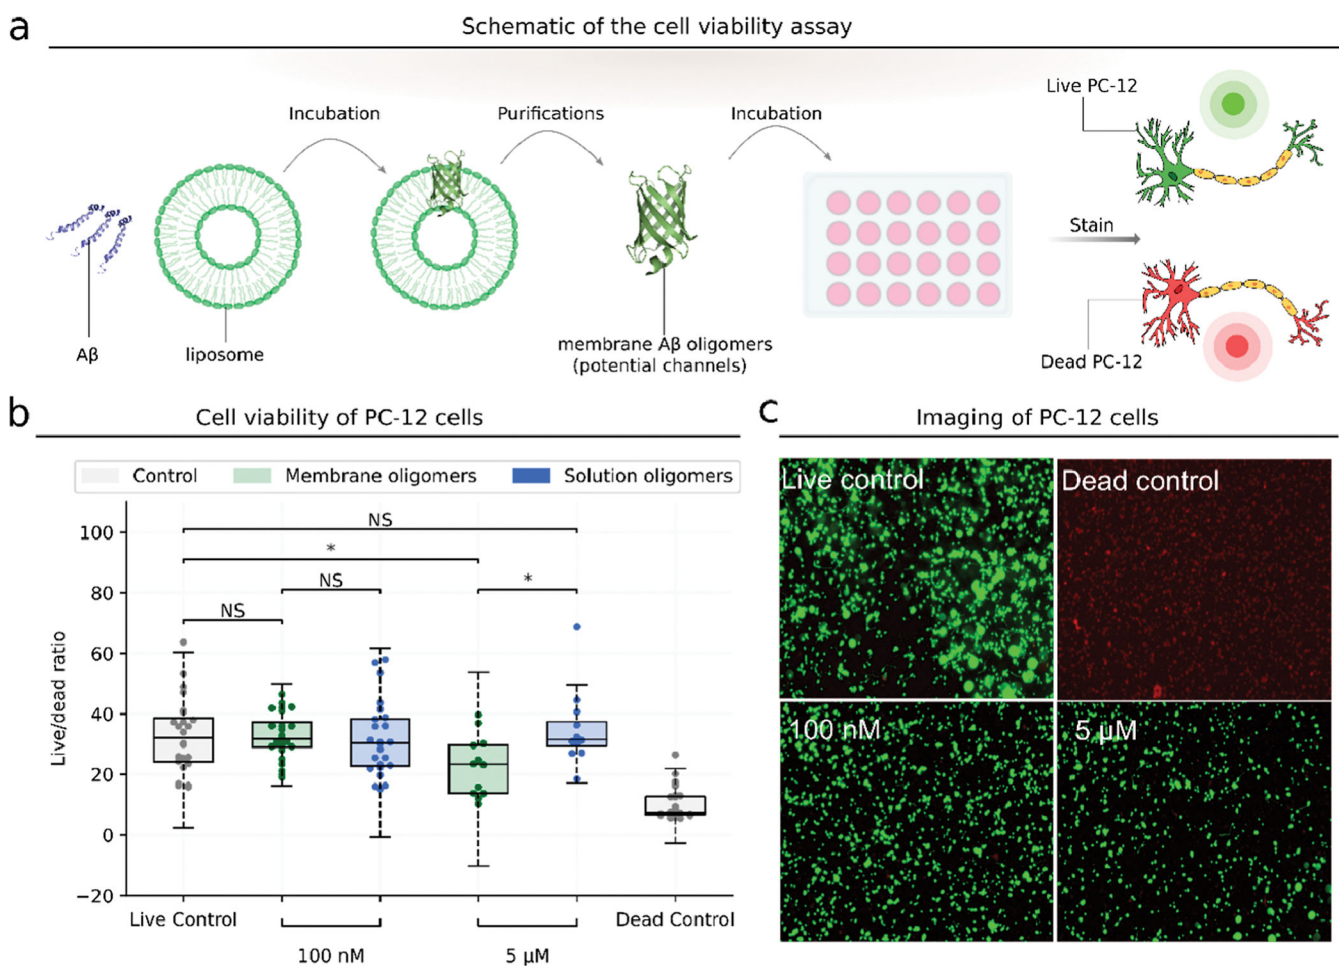 a
Schematic of the cell viability assay
Incubation
Purifications
Incubation
Live PC-12
Stain
Aβ
liposome
membrane Aβ oligomers
(potential channels)
Dead PC-12
b
Cell viability of PC-12 cells
Control
Membrane oligomers
Solution oligomers
Live/dead ratio
100
80
60
40
20
0
−20
NS
*
NS
*
NS
Live Control
Dead Control
100 nM
5 μM
c
Imaging of PC-12 cells
Live control
Dead control
100 nM
5 μM